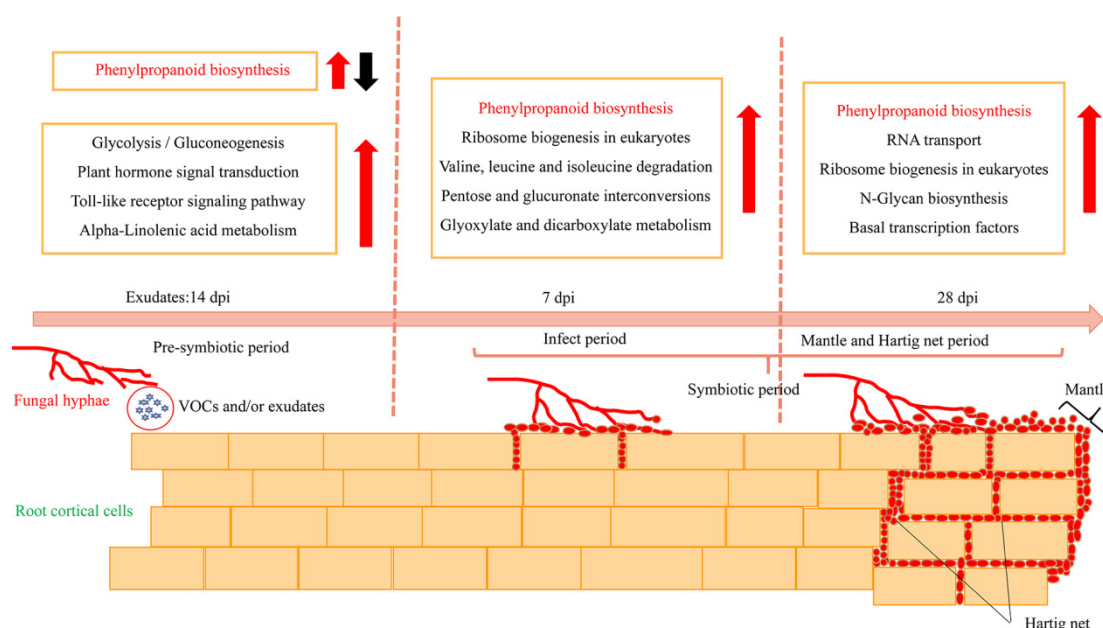 Phenylpropanoid biosynthesis
Glycolysis / Gluconeogenesis
Plant hormone signal transduction
Toll-like receptor signaling pathway
Alpha-Linolenic acid metabolism
Phenylpropanoid biosynthesis
Ribosome biogenesis in eukaryotes
Valine, leucine and isoleucine degradation
Pentose and glucuronate interconversions
Glyoxylate and dicarboxylate metabolism
Phenylpropanoid biosynthesis
RNA transport
Ribosome biogenesis in eukaryotes
N-Glycan biosynthesis
Basal transcription factors
Exudates:14 dpi
7 dpi
28 dpi
Pre-symbiotic period
Infect period
Mantle and Hartig net period
Symbiotic period
Fungal hyphae
VOCs and/or exudates
Mantle
Root cortical cells
Hartig net